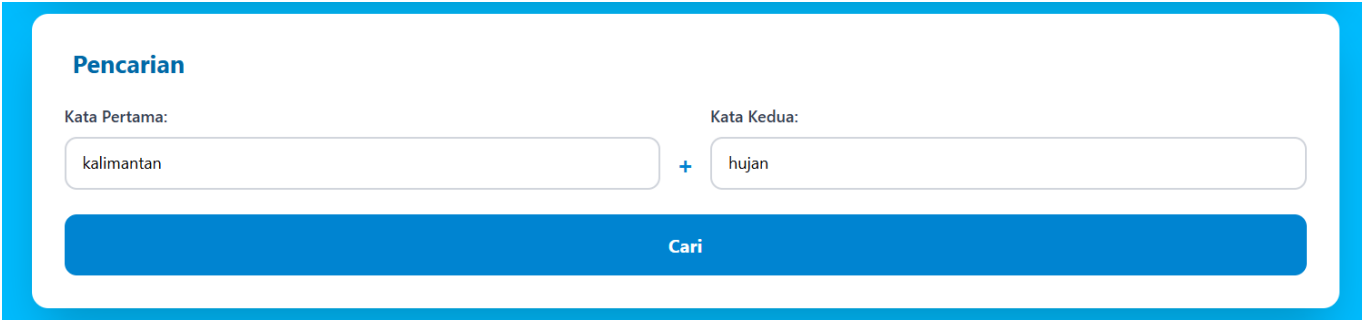 Pencarian
Kata Pertama:
Kata Kedua:
kalimantan
+
hujan
Cari